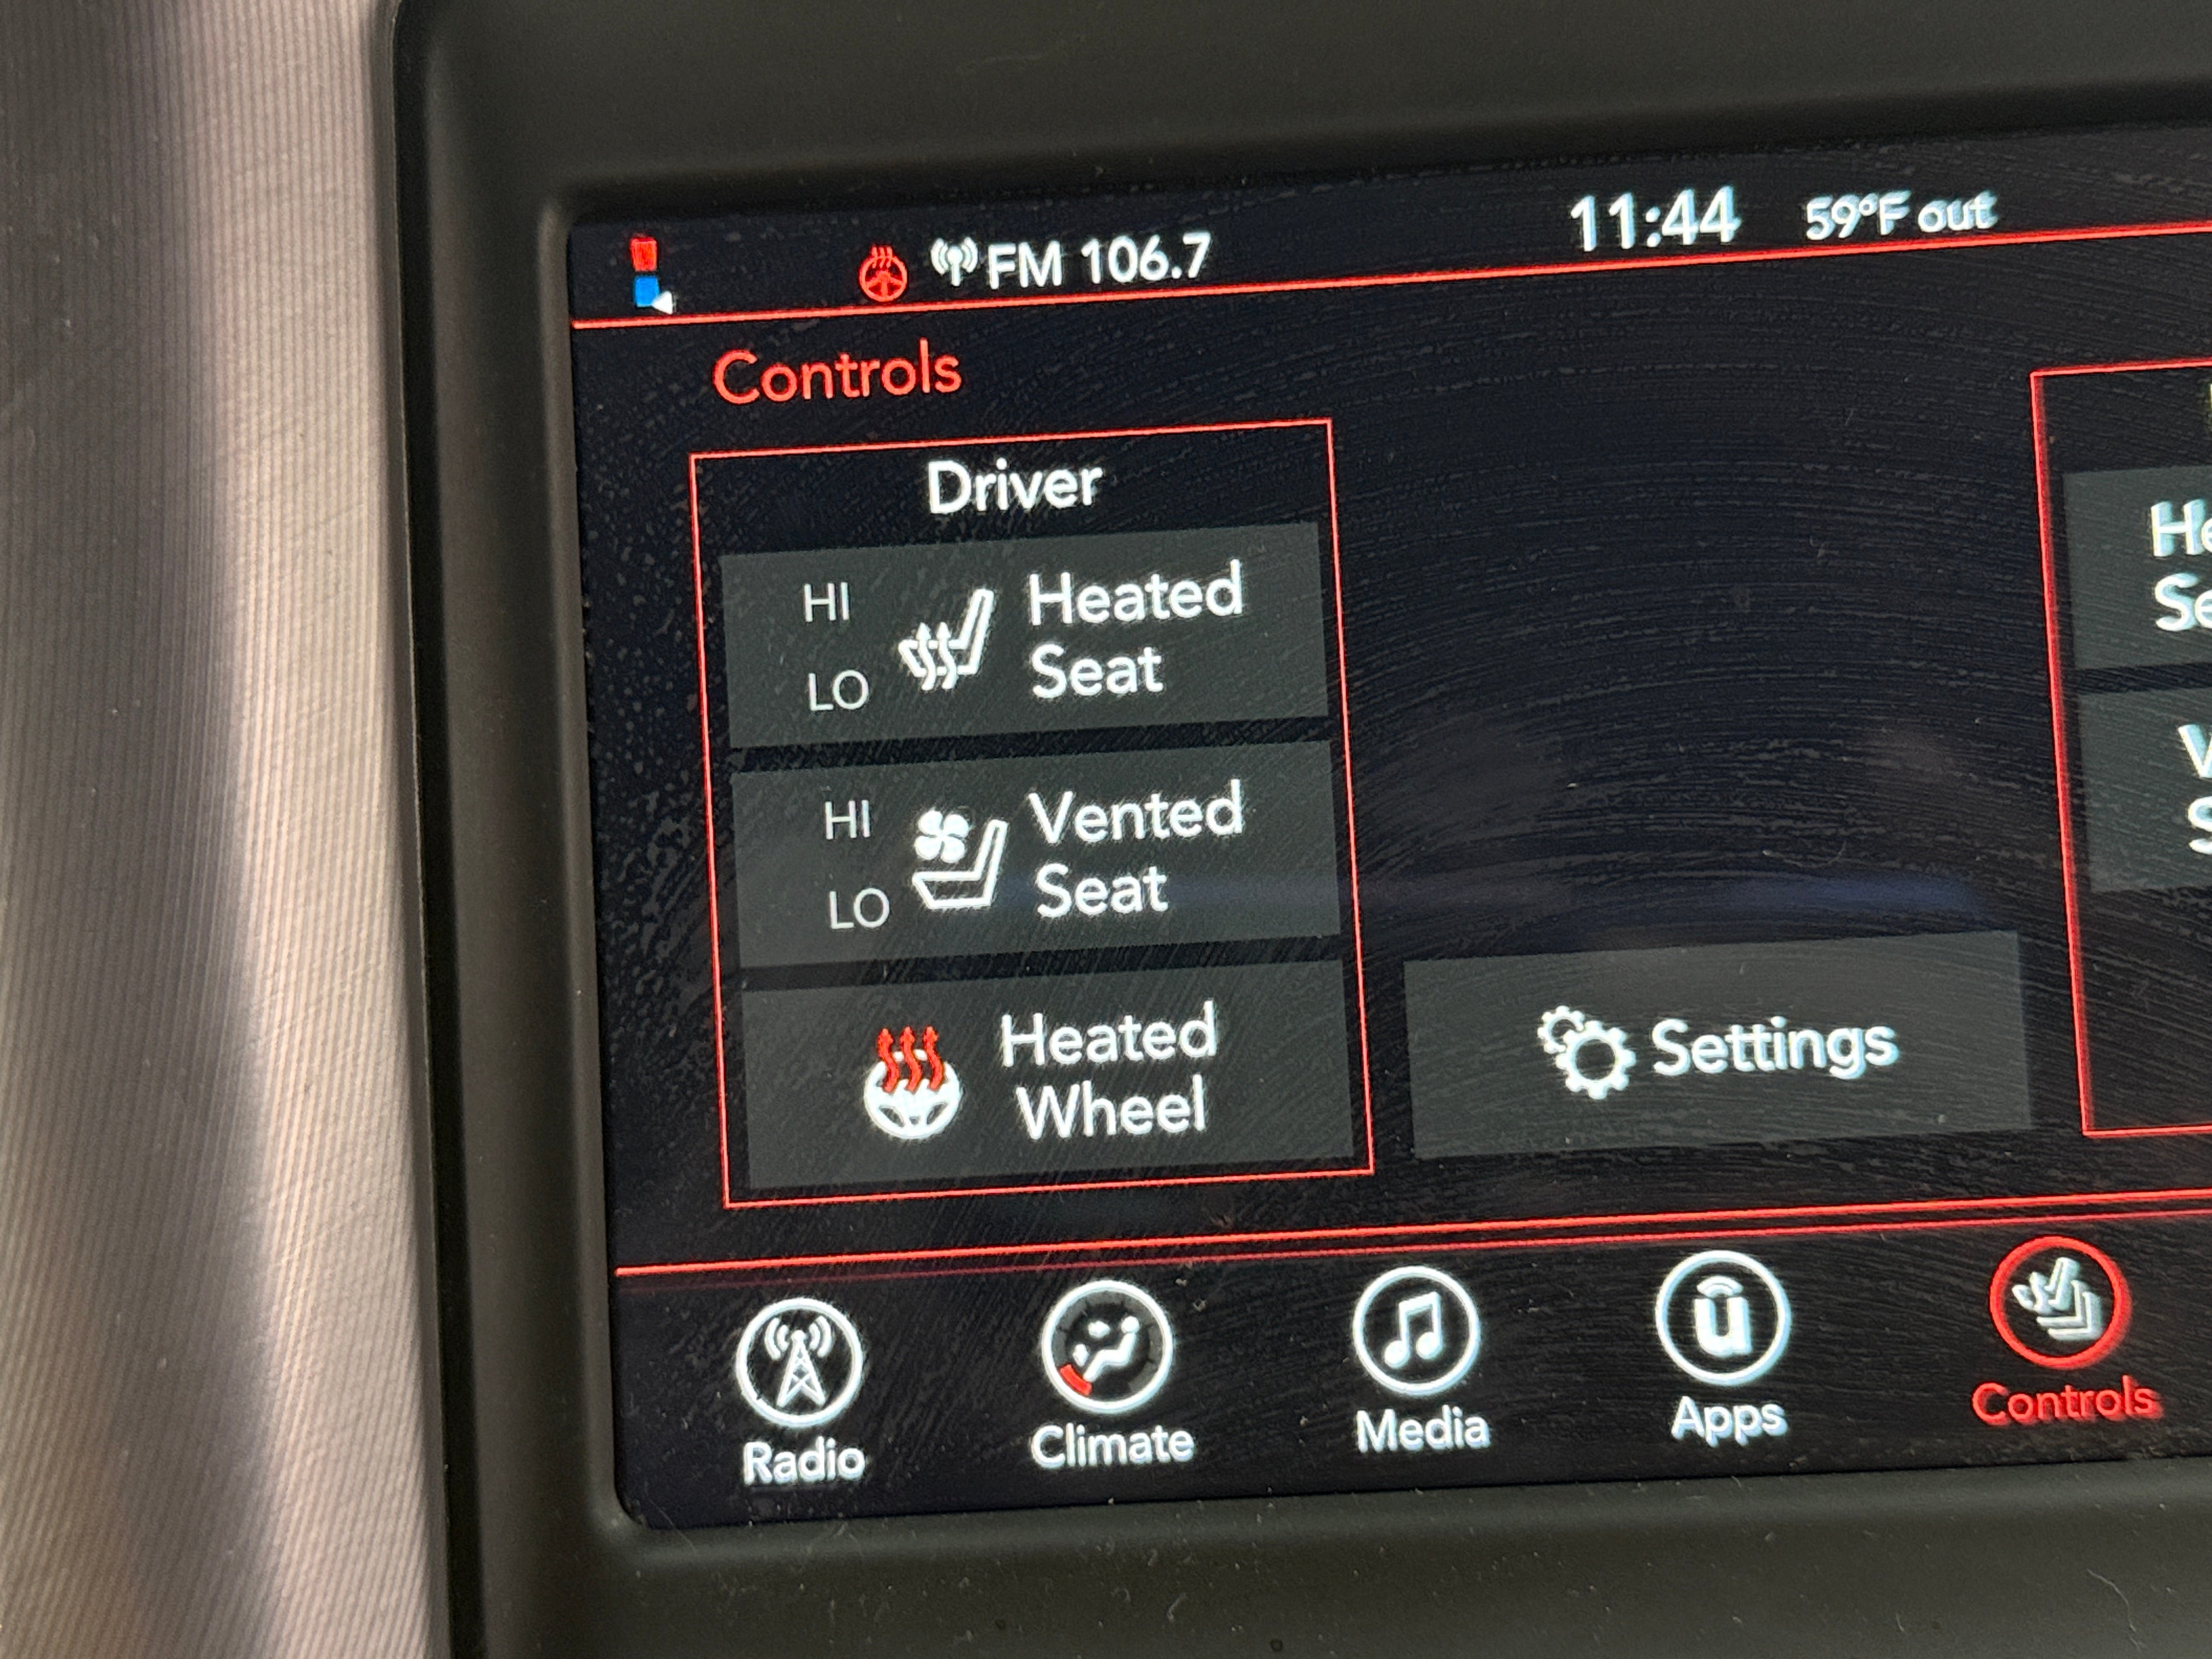 FM 106.7
11:44
59°F out
Controls
Driver
HI
LO
Heated
Seat
HI
LO
Vented
Seat
Heated
Wheel
Settings
Radio
Climate
Media
Apps
Controls